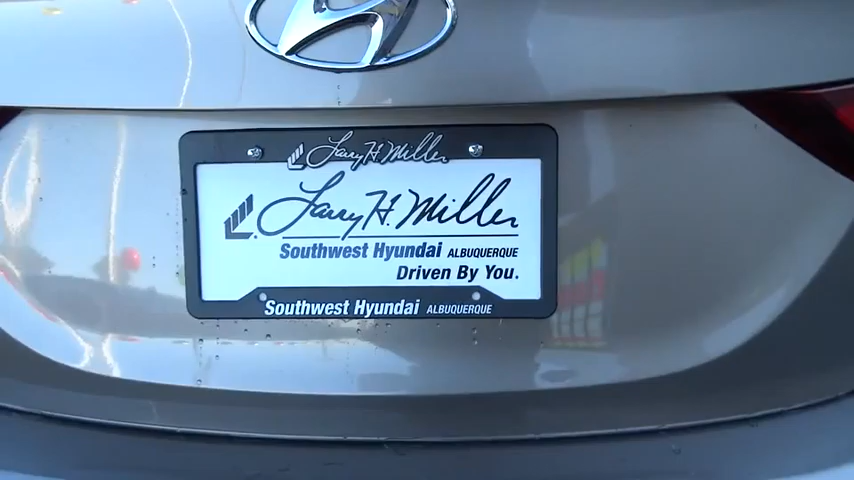 Larry H. Miller
Larry H. Miller
Southwest Hyundai ALBUQUERQUE
Driven By You.
Southwest Hyundai ALBUQUERQUE